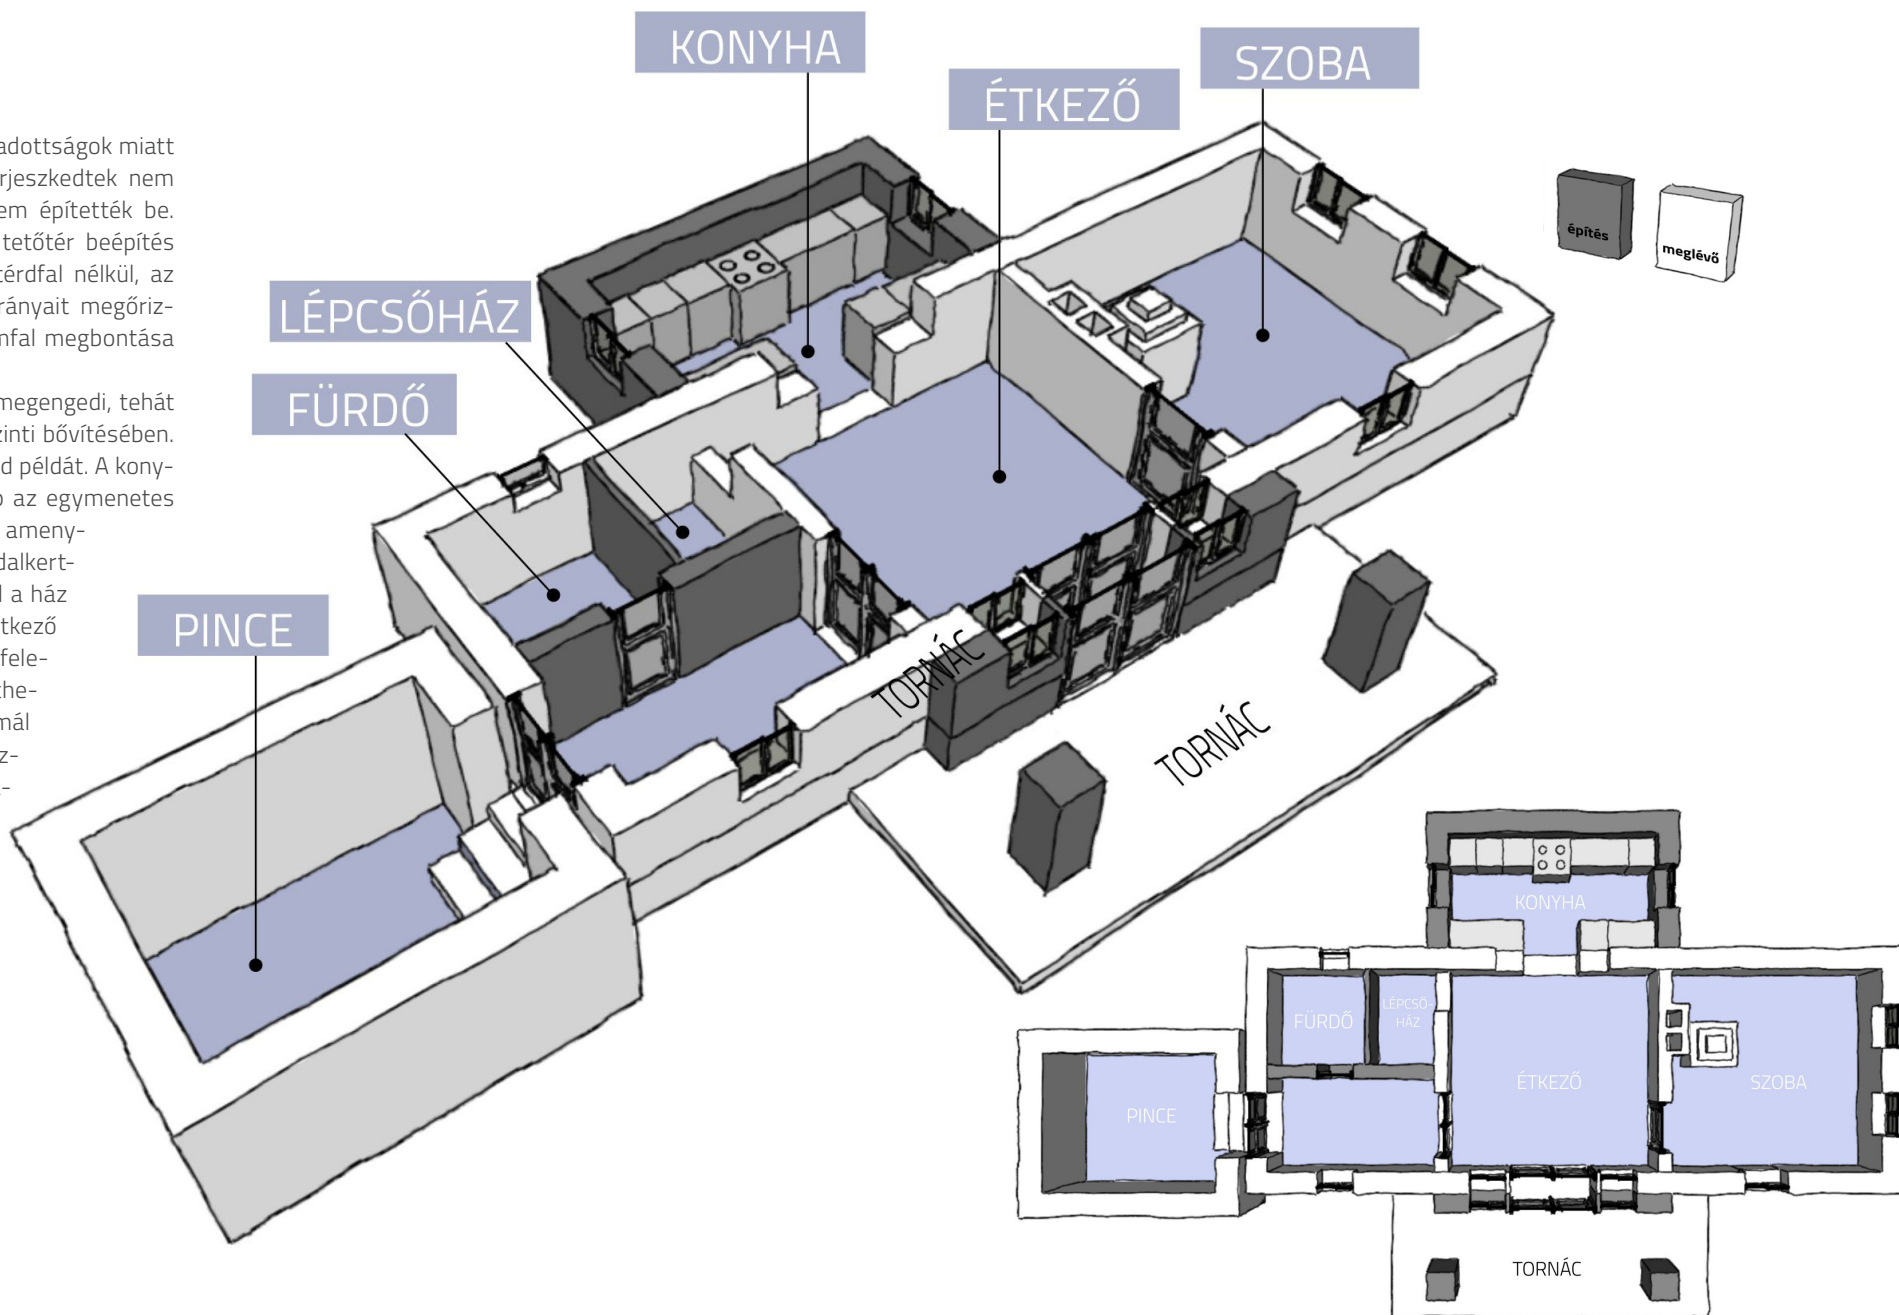 KONYHA
ÉTKEZŐ
SZOBA
LÉPCSŐHÁZ
FÜRDŐ
PINCE
adottságok miatt
rjeszkedtek nem
em építették be.
tetőtér beépítés
térdfal nélkül, az
rányait megőriz-
mfal megbontása
megengedi, tehát
zinti bővítésében.
d példát. A kony-
az egymenetes
ameny-
dalkert-
a ház
tkező
fele-
he-
mál
z-
-
építés
meglévő
TORNÁC
TORNÁC
KONYHA
FÜRDŐ
LÉPCSŐ-
HÁZ
ÉTKEZŐ
SZOBA
PINCE
TORNÁC